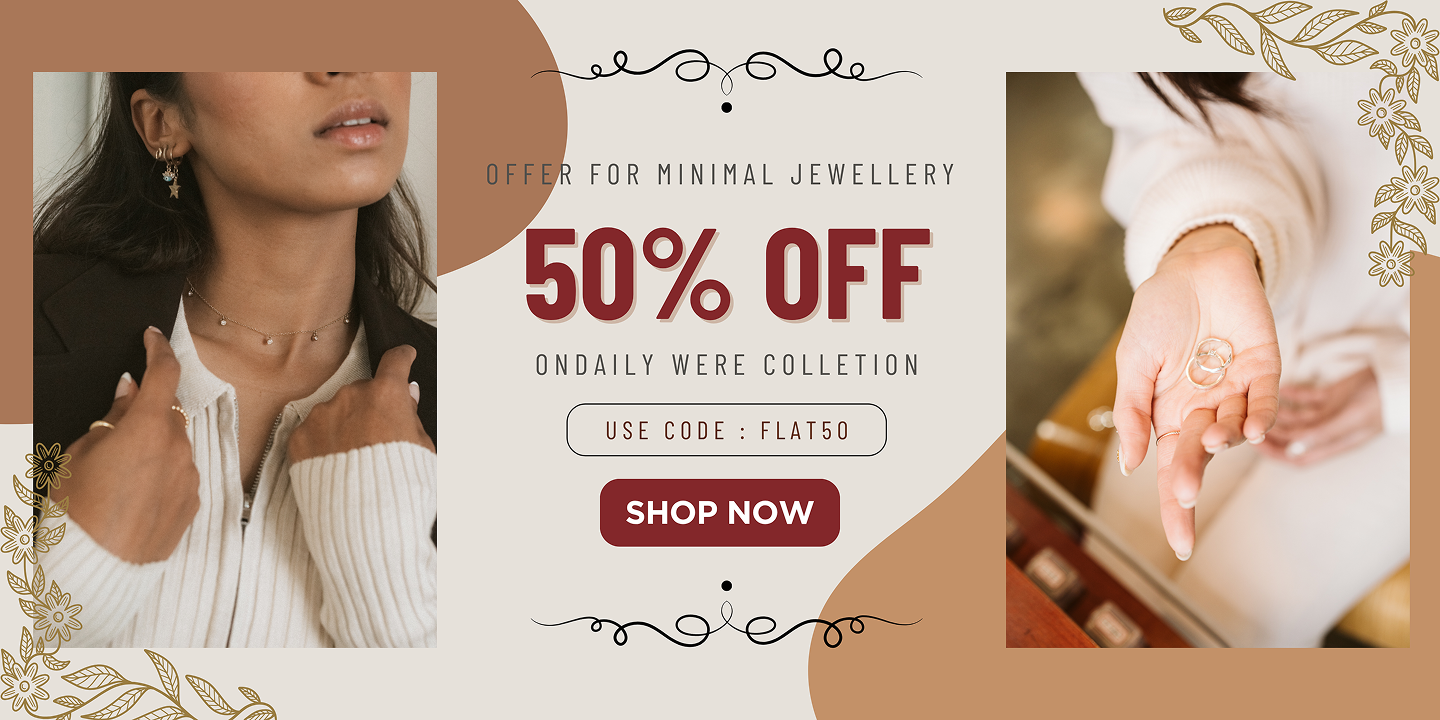 OFFER FOR MINIMAL JEWELLERY
50% OFF
ONDAILY WERE COLLETION
USE CODE : FLAT50
SHOP NOW